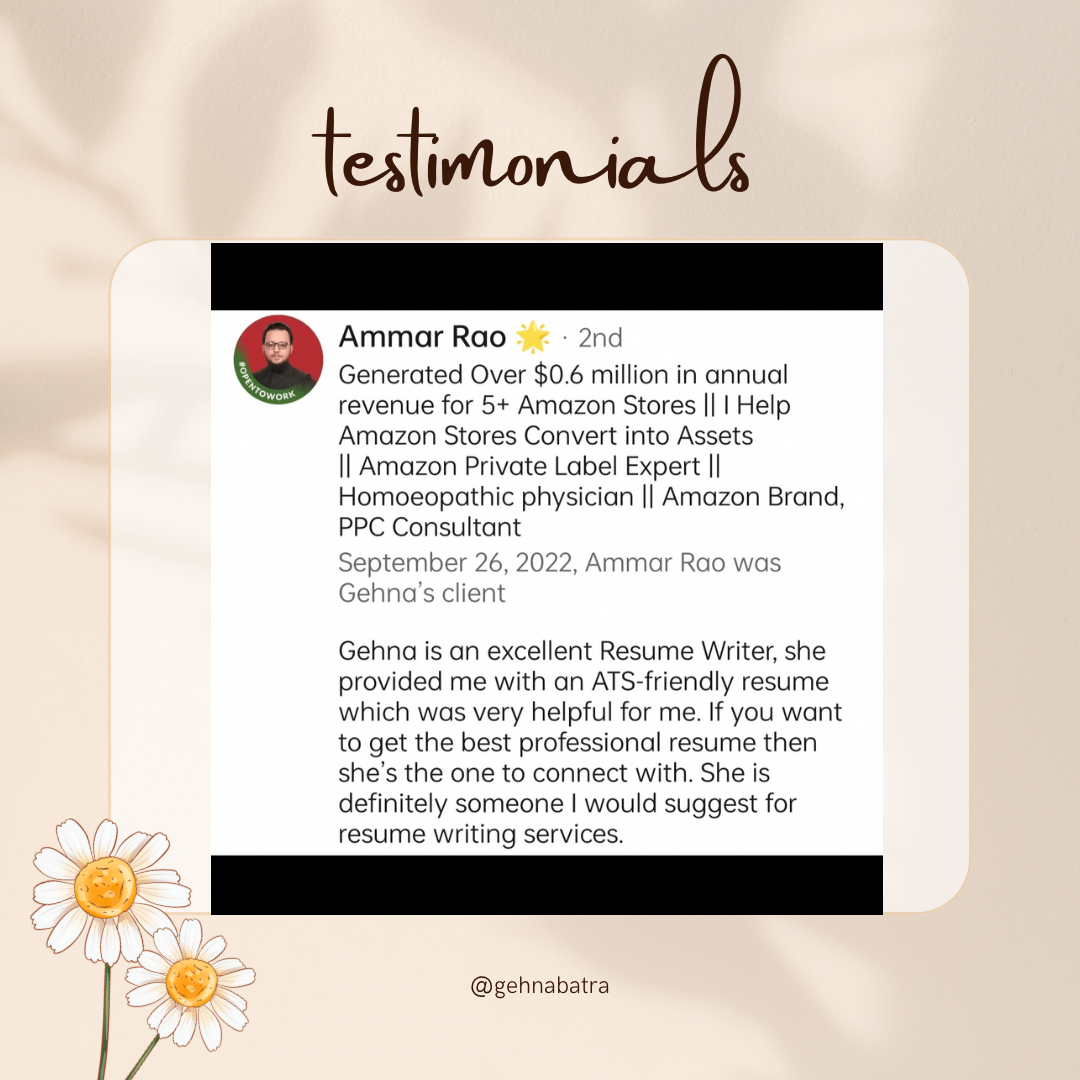 testimonials
#OPENTOWORK
Ammar Rao 🌟 · 2nd
Generated Over $0.6 million in annual
revenue for 5+ Amazon Stores || I Help
Amazon Stores Convert into Assets
|| Amazon Private Label Expert ||
Homoeopathic physician || Amazon Brand,
PPC Consultant
September 26, 2022, Ammar Rao was
Gehna's client
Gehna is an excellent Resume Writer, she
provided me with an ATS-friendly resume
which was very helpful for me. If you want
to get the best professional resume then
she's the one to connect with. She is
definitely someone I would suggest for
resume writing services.
@gehnabatra